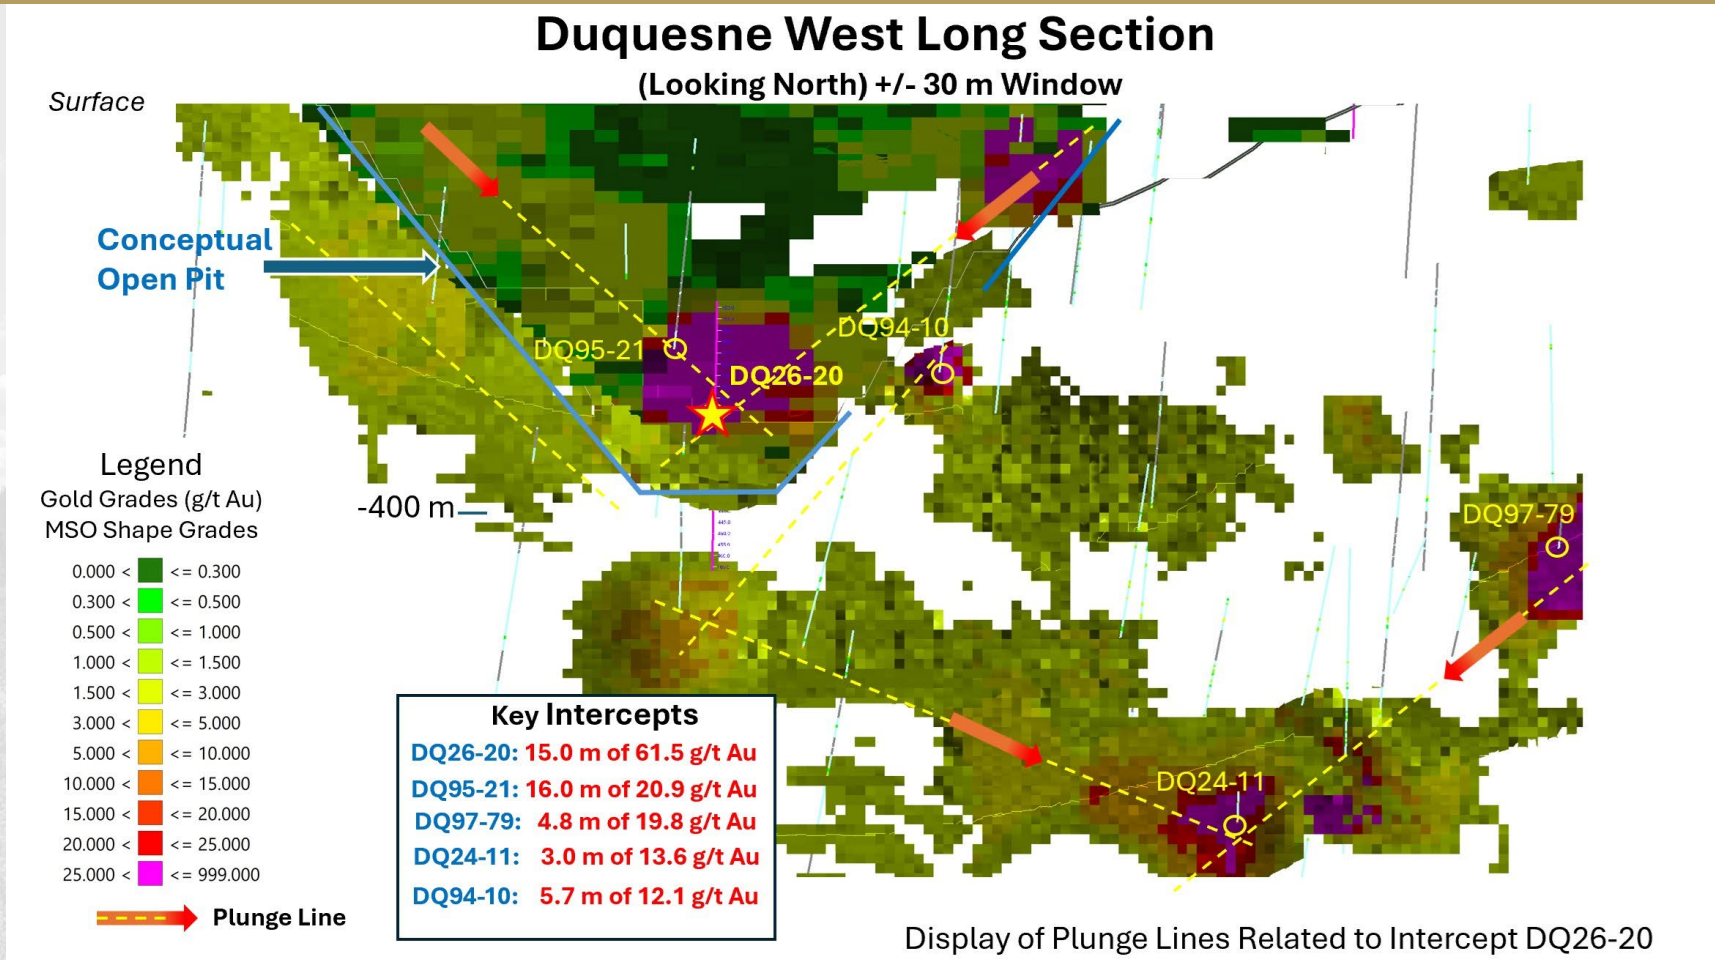 Duquesne West Long Section
(Looking North) +/- 30 m Window
Surface
Conceptual
Open Pit
DQ95-21
DQ94-10
DQ26-20
-400 m
DQ97-79
DQ24-11
Legend
Gold Grades (g/t Au)
MSO Shape Grades
0.000 < <= 0.300
0.300 < <= 0.500
0.500 < <= 1.000
1.000 < <= 1.500
1.500 < <= 3.000
3.000 < <= 5.000
5.000 < <= 10.000
10.000 < <= 15.000
15.000 < <= 20.000
20.000 < <= 25.000
25.000 < <= 999.000
Plunge Line
Key Intercepts
DQ26-20: 15.0 m of 61.5 g/t Au
DQ95-21: 16.0 m of 20.9 g/t Au
DQ97-79: 4.8 m of 19.8 g/t Au
DQ24-11: 3.0 m of 13.6 g/t Au
DQ94-10: 5.7 m of 12.1 g/t Au
Display of Plunge Lines Related to Intercept DQ26-20